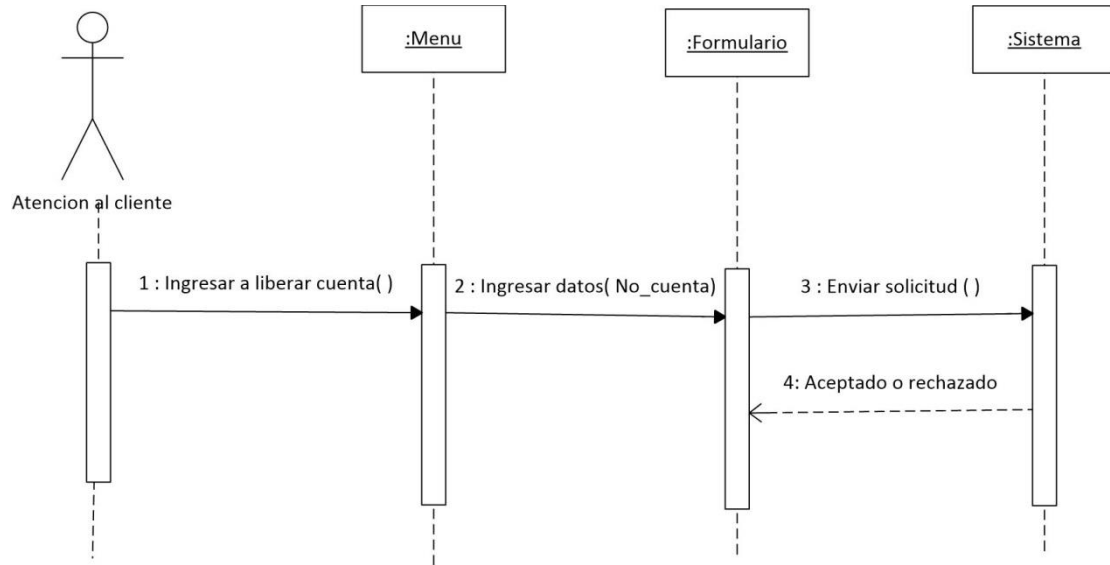 :Menu
:Formulario
:Sistema
Atencion al cliente
1 : Ingresar a liberar cuenta( )
2 : Ingresar datos( No_cuenta)
3 : Enviar solicitud ( )
4: Aceptado o rechazado